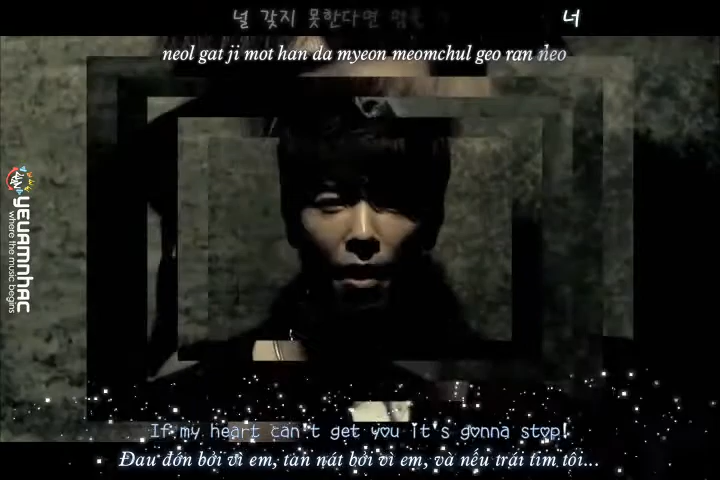 널 갖지 못한다면 멈출 너
neol gat ji mot han da myeon meomchul geo ran neo
YEUAMNHAC
where the music begins
If my heart can't get you it's gonna stop!
Đau đớn bởi vì em, tàn nát bởi vì em, và nếu trái tim tôi...